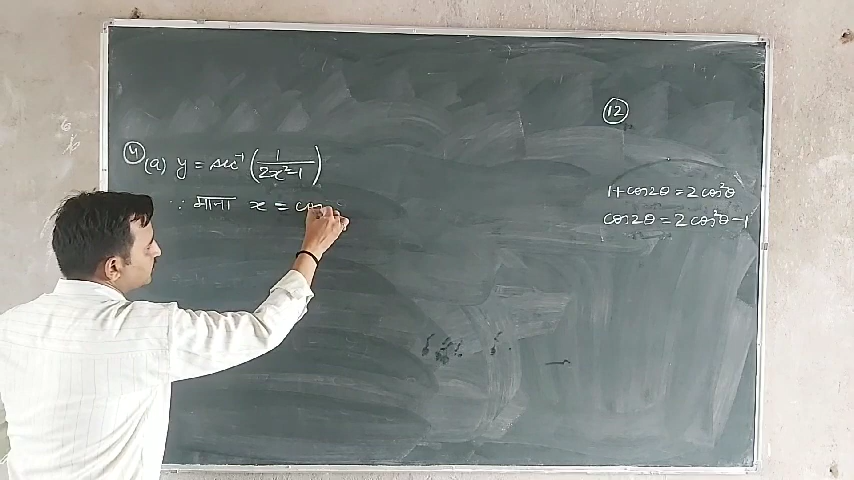 ④(a) y = sec⁻¹ (1/(2x²-1))
∵ माना x = cos
⑫
1+cos2θ = 2cos²θ
cos2θ = 2cos²θ-1